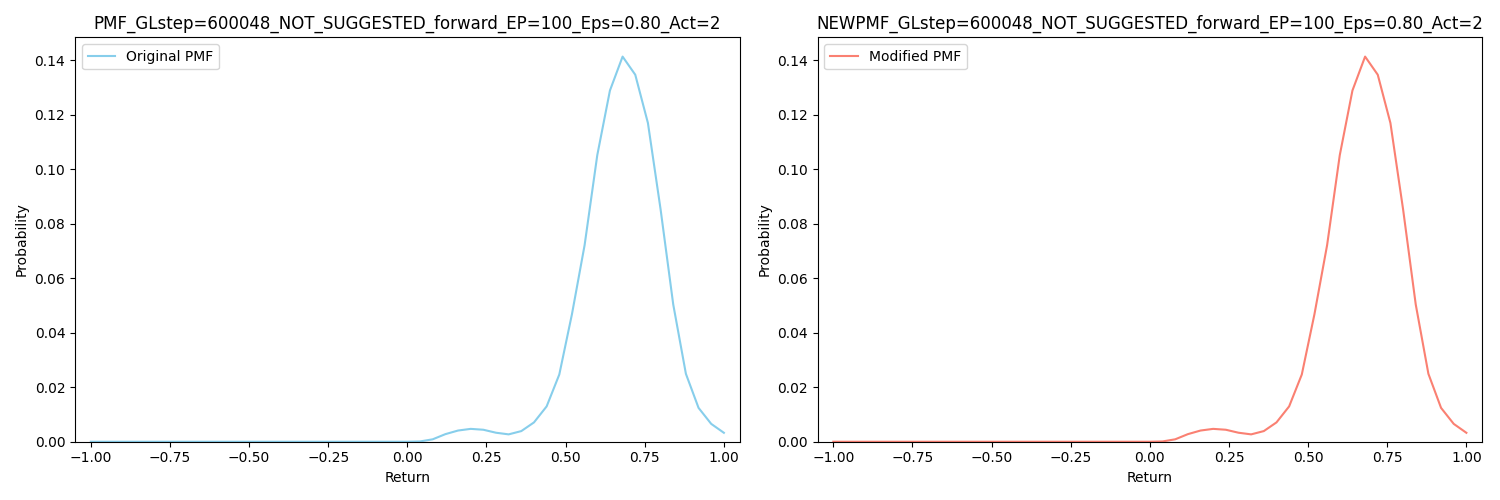 PMF_GLstep=600048_NOT_SUGGESTED_forward_EP=100_Eps=0.80_Act=2
Original PMF
0.14
0.12
0.10
0.08
0.06
0.04
0.02
0.00
Probability
−1.00 −0.75 −0.50 −0.25 0.00 0.25 0.50 0.75 1.00
Return
NEWPMF_GLstep=600048_NOT_SUGGESTED_forward_EP=100_Eps=0.80_Act=2
Modified PMF
0.14
0.12
0.10
0.08
0.06
0.04
0.02
0.00
Probability
−1.00 −0.75 −0.50 −0.25 0.00 0.25 0.50 0.75 1.00
Return